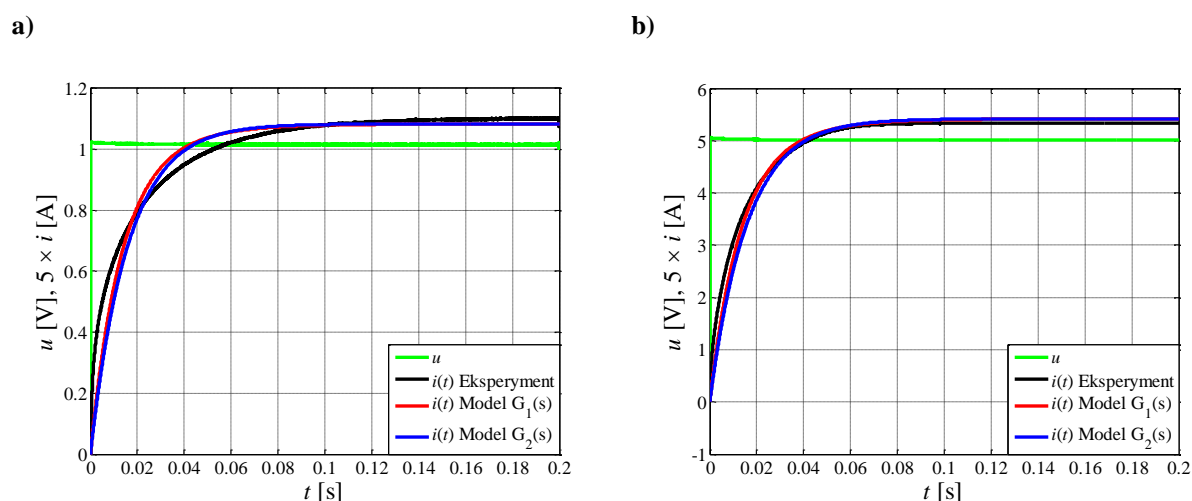 a)
u [V], 5 × i [A]
1.2
1
0.8
0.6
0.4
0.2
0
0 0.02 0.04 0.06 0.08 0.1 0.12 0.14 0.16 0.18 0.2
t [s]
u
i(t) Eksperyment
i(t) Model G1(s)
i(t) Model G2(s)
b)
u [V], 5 × i [A]
6
5
4
3
2
1
0
-1
0 0.02 0.04 0.06 0.08 0.1 0.12 0.14 0.16 0.18 0.2
t [s]
u
i(t) Eksperyment
i(t) Model G1(s)
i(t) Model G2(s)